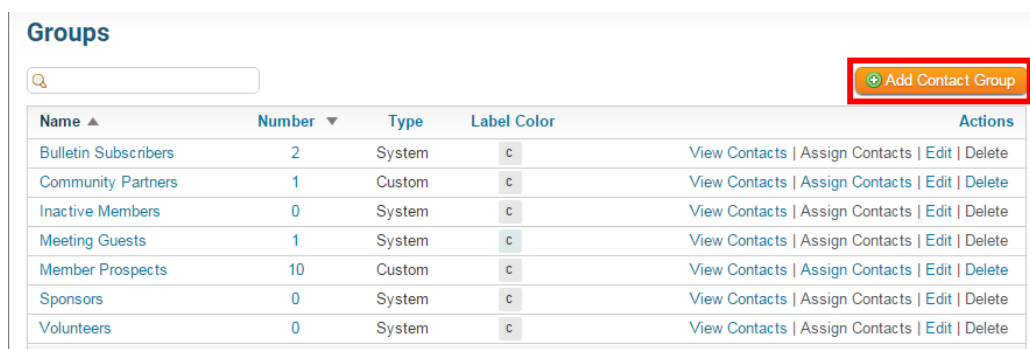 Groups
Add Contact Group
Name ▲ Number ▼ Type Label Color Actions
Bulletin Subscribers 2 System c View Contacts | Assign Contacts | Edit | Delete
Community Partners 1 Custom c View Contacts | Assign Contacts | Edit | Delete
Inactive Members 0 System c View Contacts | Assign Contacts | Edit | Delete
Meeting Guests 1 System c View Contacts | Assign Contacts | Edit | Delete
Member Prospects 10 Custom c View Contacts | Assign Contacts | Edit | Delete
Sponsors 0 System c View Contacts | Assign Contacts | Edit | Delete
Volunteers 0 System c View Contacts | Assign Contacts | Edit | Delete